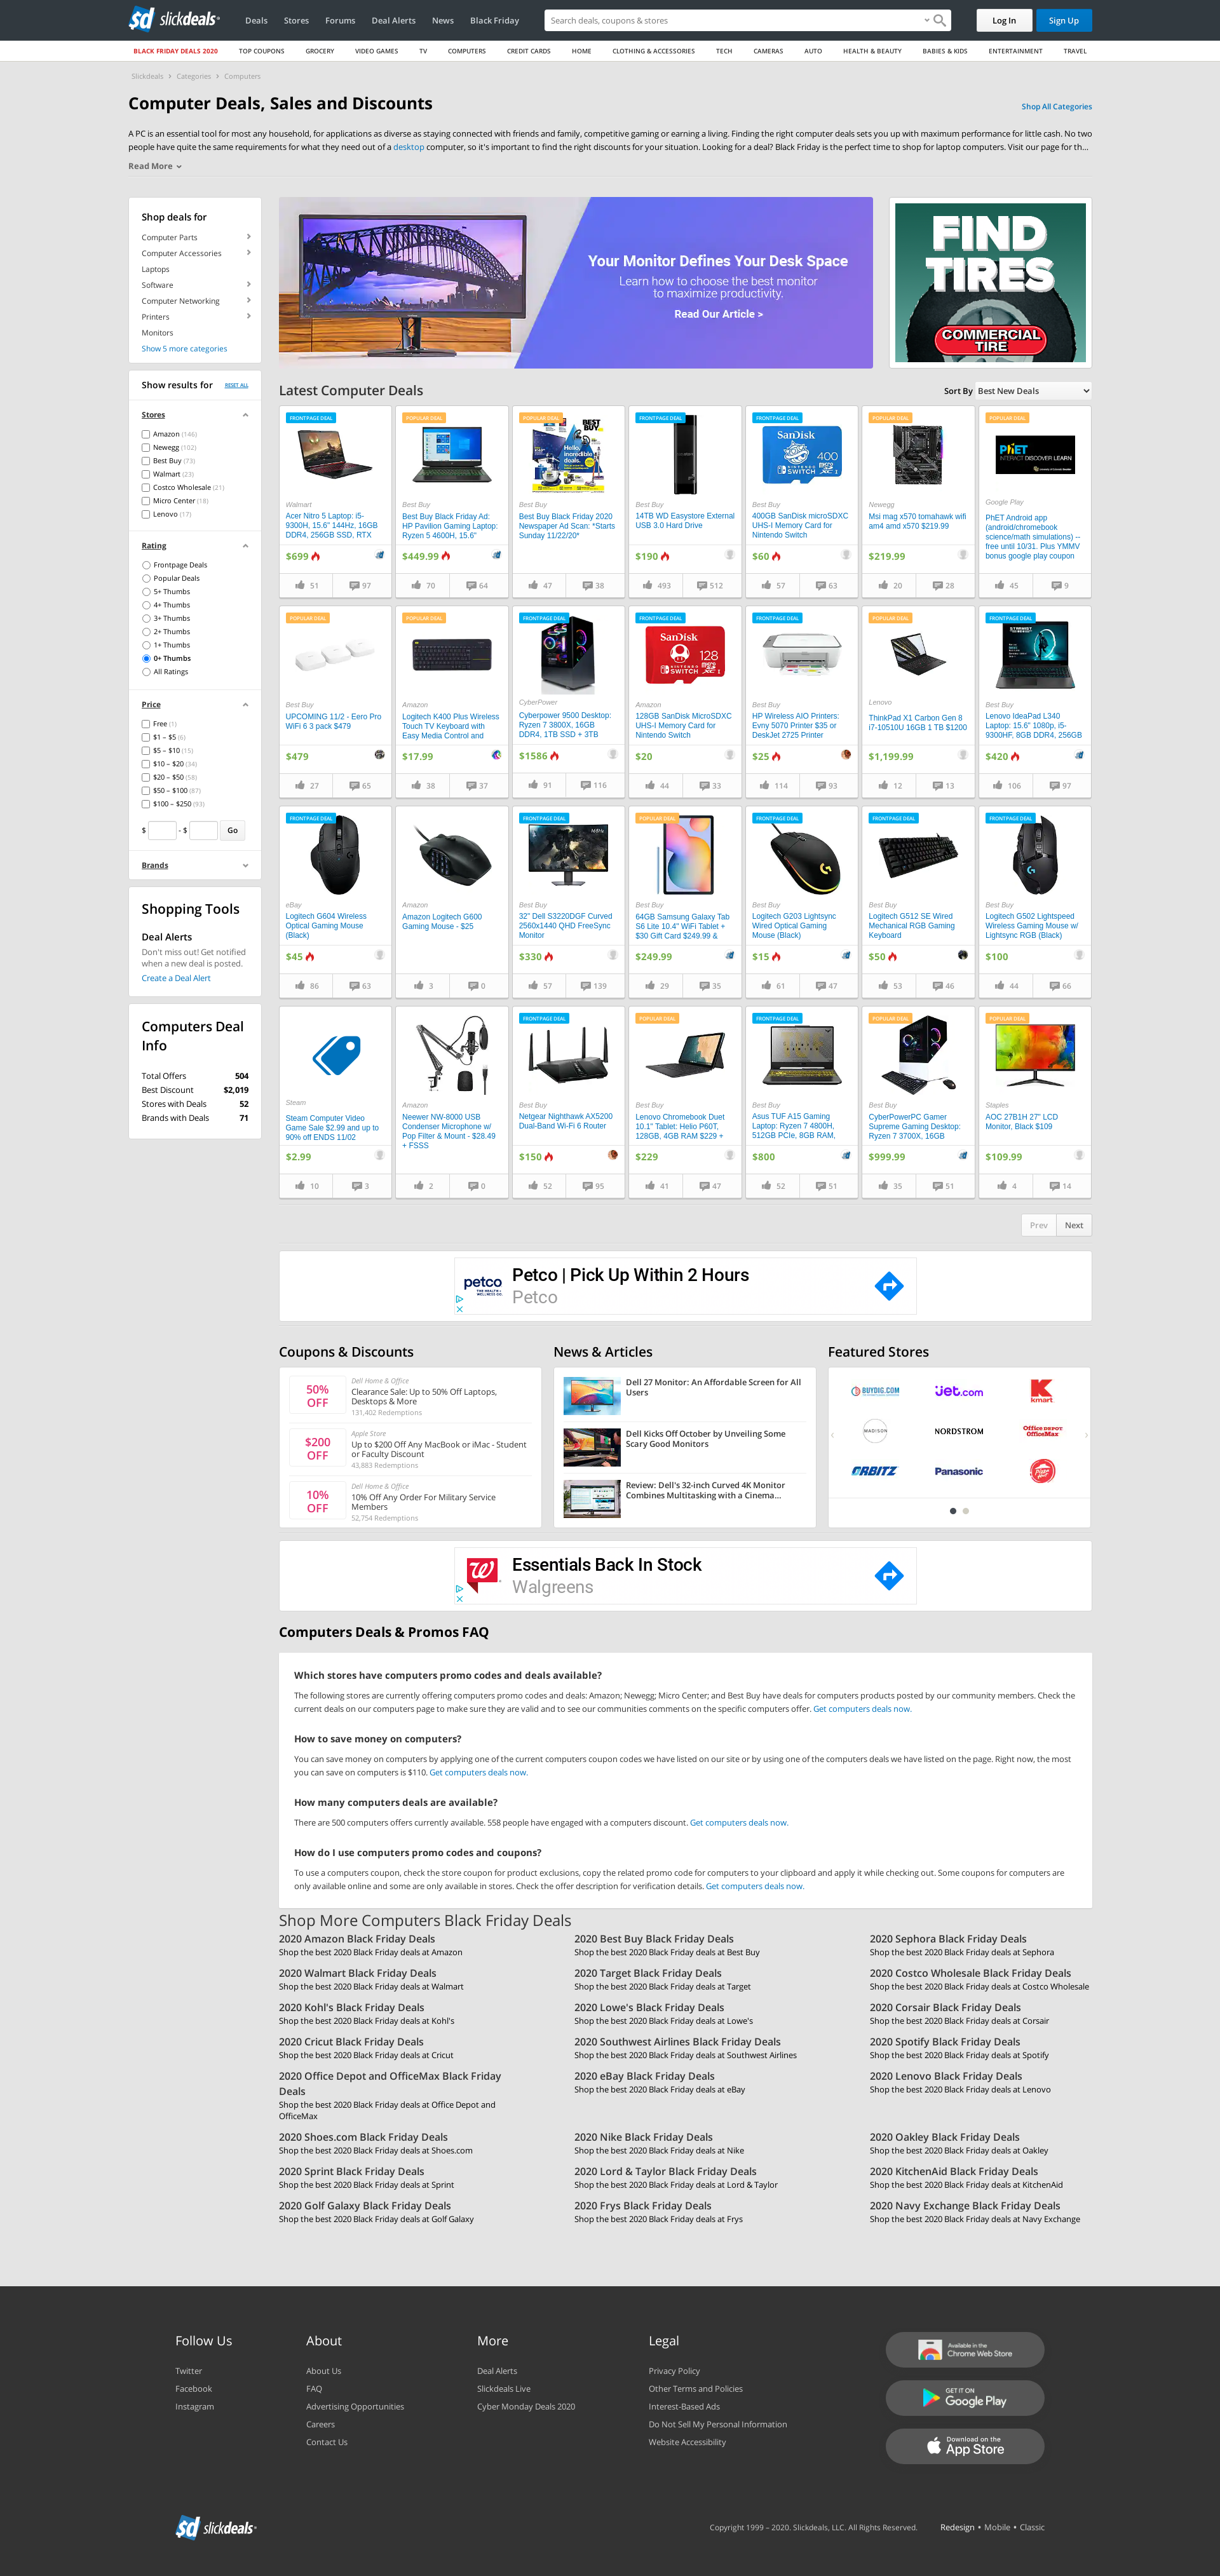 slickdeals
Deals
Stores
Forums
Deal Alerts
News
Black Friday
Search deals, coupons & stores
Log In
Sign Up
BLACK FRIDAY DEALS 2020
TOP COUPONS
GROCERY
VIDEO GAMES
TV
COMPUTERS
CREDIT CARDS
HOME
CLOTHING & ACCESSORIES
TECH
CAMERAS
AUTO
HEALTH & BEAUTY
BABIES & KIDS
ENTERTAINMENT
TRAVEL
Slickdeals › Categories › Computers
Computer Deals, Sales and Discounts
Shop All Categories
A PC is an essential tool for most any household, for applications as diverse as staying connected with friends and family, competitive gaming or earning a living. Finding the right computer deals sets you up with maximum performance for little cash. No two
people have quite the same requirements for what they need out of a desktop computer, so it's important to find the right discounts for your situation. Looking for a deal? Black Friday is the perfect time to shop for laptop computers. Visit our page for th...
Read More
Shop deals for
Computer Parts
Computer Accessories
Laptops
Software
Computer Networking
Printers
Monitors
Show 5 more categories
Show results for
RESET ALL
Stores
Amazon (146)
Newegg (102)
Best Buy (73)
Walmart (23)
Costco Wholesale (21)
Micro Center (18)
Lenovo (17)
Rating
Frontpage Deals
Popular Deals
5+ Thumbs
4+ Thumbs
3+ Thumbs
2+ Thumbs
1+ Thumbs
0+ Thumbs
All Ratings
Price
Free (1)
$1 – $5 (6)
$5 – $10 (15)
$10 – $20 (34)
$20 – $50 (58)
$50 – $100 (87)
$100 – $250 (93)
$ - $ Go
Brands
Shopping Tools
Deal Alerts
Don't miss out! Get notified
when a new deal is posted.
Create a Deal Alert
Computers Deal
Info
Total Offers 504
Best Discount $2,019
Stores with Deals 52
Brands with Deals 71
Your Monitor Defines Your Desk Space
Learn how to choose the best monitor
to maximize productivity.
Read Our Article >
FIND
TIRES
COMMERCIAL
TIRE
Latest Computer Deals
Sort By Best New Deals
FRONTPAGE DEAL
Walmart
Acer Nitro 5 Laptop: i5-
9300H, 15.6" 144Hz, 16GB
DDR4, 256GB SSD, RTX
$699
51 97
POPULAR DEAL
Best Buy
Best Buy Black Friday Ad:
HP Pavilion Gaming Laptop:
Ryzen 5 4600H, 15.6"
$449.99
70 64
POPULAR DEAL
BEST BUY
Hello,
incredible
deals.
Best Buy
Best Buy Black Friday 2020
Newspaper Ad Scan: *Starts
Sunday 11/22/20*
47 38
FRONTPAGE DEAL
Best Buy
14TB WD Easystore External
USB 3.0 Hard Drive
$190
493 512
FRONTPAGE DEAL
SanDisk
400
NINTENDO
SWITCH
Best Buy
400GB SanDisk microSDXC
UHS-I Memory Card for
Nintendo Switch
$60
57 63
POPULAR DEAL
Newegg
Msi mag x570 tomahawk wifi
am4 amd x570 $219.99
$219.99
20 28
POPULAR DEAL
PhET
INTERACT DISCOVER LEARN
Google Play
PhET Android app
(android/chromebook
science/math simulations) --
free until 10/31. Plus YMMV
bonus google play coupon
45 9
POPULAR DEAL
Best Buy
UPCOMING 11/2 - Eero Pro
WiFi 6 3 pack $479
$479
27 65
POPULAR DEAL
Amazon
Logitech K400 Plus Wireless
Touch TV Keyboard with
Easy Media Control and
$17.99
38 37
FRONTPAGE DEAL
CyberPower
Cyberpower 9500 Desktop:
Ryzen 7 3800X, 16GB
DDR4, 1TB SSD + 3TB
$1586
91 116
FRONTPAGE DEAL
SanDisk
128
NINTENDO
SWITCH
Amazon
128GB SanDisk MicroSDXC
UHS-I Memory Card for
Nintendo Switch
$20
44 33
FRONTPAGE DEAL
Best Buy
HP Wireless AIO Printers:
Evny 5070 Printer $35 or
DeskJet 2725 Printer
$25
114 93
POPULAR DEAL
Lenovo
ThinkPad X1 Carbon Gen 8
i7-10510U 16GB 1 TB $1200
$1,199.99
12 13
FRONTPAGE DEAL
Best Buy
Lenovo IdeaPad L340
Laptop: 15.6" 1080p, i5-
9300HF, 8GB DDR4, 256GB
$420
106 97
FRONTPAGE DEAL
eBay
Logitech G604 Wireless
Optical Gaming Mouse
(Black)
$45
86 63
Amazon
Amazon Logitech G600
Gaming Mouse - $25
3 0
FRONTPAGE DEAL
Best Buy
32" Dell S3220DGF Curved
2560x1440 QHD FreeSync
Monitor
$330
57 139
POPULAR DEAL
Best Buy
64GB Samsung Galaxy Tab
S6 Lite 10.4" WiFi Tablet +
$30 Gift Card $249.99 &
$249.99
29 35
FRONTPAGE DEAL
Best Buy
Logitech G203 Lightsync
Wired Optical Gaming
Mouse (Black)
$15
61 47
FRONTPAGE DEAL
Best Buy
Logitech G512 SE Wired
Mechanical RGB Gaming
Keyboard
$50
53 46
FRONTPAGE DEAL
Best Buy
Logitech G502 Lightspeed
Wireless Gaming Mouse w/
Lightsync RGB (Black)
$100
44 66
Steam
Steam Computer Video
Game Sale $2.99 and up to
90% off ENDS 11/02
$2.99
10 3
Amazon
Neewer NW-8000 USB
Condenser Microphone w/
Pop Filter & Mount - $28.49
+ FSSS
2 0
FRONTPAGE DEAL
Best Buy
Netgear Nighthawk AX5200
Dual-Band Wi-Fi 6 Router
$150
52 95
POPULAR DEAL
Best Buy
Lenovo Chromebook Duet
10.1" Tablet: Helio P60T,
128GB, 4GB RAM $229 +
$229
41 47
FRONTPAGE DEAL
Best Buy
Asus TUF A15 Gaming
Laptop: Ryzen 7 4800H,
512GB PCIe, 8GB RAM,
$800
52 51
POPULAR DEAL
Best Buy
CyberPowerPC Gamer
Supreme Gaming Desktop:
Ryzen 7 3700X, 16GB
$999.99
35 51
POPULAR DEAL
Staples
AOC 27B1H 27" LCD
Monitor, Black $109
$109.99
4 14
Prev Next
petco
Petco | Pick Up Within 2 Hours
Petco
Coupons & Discounts
50%
OFF
Dell Home & Office
Clearance Sale: Up to 50% Off Laptops,
Desktops & More
131,402 Redemptions
$200
OFF
Apple Store
Up to $200 Off Any MacBook or iMac - Student
or Faculty Discount
43,883 Redemptions
10%
OFF
Dell Home & Office
10% Off Any Order For Military Service
Members
52,754 Redemptions
News & Articles
Dell 27 Monitor: An Affordable Screen for All
Users
Dell Kicks Off October by Unveiling Some
Scary Good Monitors
Review: Dell's 32-inch Curved 4K Monitor
Combines Multitasking with a Cinema...
Featured Stores
BUYDIG.COM
jet.com
kmart
MADISON
NORDSTROM
Office DEPOT
OfficeMax
ORBITZ
Panasonic
Pizza Hut
Essentials Back In Stock
Walgreens
Computers Deals & Promos FAQ
Which stores have computers promo codes and deals available?
The following stores are currently offering computers promo codes and deals: Amazon; Newegg; Micro Center; and Best Buy have deals for computers products posted by our community members. Check the
current deals on our computers page to make sure they are valid and to see our communities comments on the specific computers offer. Get computers deals now.
How to save money on computers?
You can save money on computers by applying one of the current computers coupon codes we have listed on our site or by using one of the computers deals we have listed on the page. Right now, the most
you can save on computers is $110. Get computers deals now.
How many computers deals are available?
There are 500 computers offers currently available. 558 people have engaged with a computers discount. Get computers deals now.
How do I use computers promo codes and coupons?
To use a computers coupon, check the store coupon for product exclusions, copy the related promo code for computers to your clipboard and apply it while checking out. Some coupons for computers are
only available online and some are only available in stores. Check the offer description for verification details. Get computers deals now.
Shop More Computers Black Friday Deals
2020 Amazon Black Friday Deals
Shop the best 2020 Black Friday deals at Amazon
2020 Best Buy Black Friday Deals
Shop the best 2020 Black Friday deals at Best Buy
2020 Sephora Black Friday Deals
Shop the best 2020 Black Friday deals at Sephora
2020 Walmart Black Friday Deals
Shop the best 2020 Black Friday deals at Walmart
2020 Target Black Friday Deals
Shop the best 2020 Black Friday deals at Target
2020 Costco Wholesale Black Friday Deals
Shop the best 2020 Black Friday deals at Costco Wholesale
2020 Kohl's Black Friday Deals
Shop the best 2020 Black Friday deals at Kohl's
2020 Lowe's Black Friday Deals
Shop the best 2020 Black Friday deals at Lowe's
2020 Corsair Black Friday Deals
Shop the best 2020 Black Friday deals at Corsair
2020 Cricut Black Friday Deals
Shop the best 2020 Black Friday deals at Cricut
2020 Southwest Airlines Black Friday Deals
Shop the best 2020 Black Friday deals at Southwest Airlines
2020 Spotify Black Friday Deals
Shop the best 2020 Black Friday deals at Spotify
2020 Office Depot and OfficeMax Black Friday
Deals
Shop the best 2020 Black Friday deals at Office Depot and
OfficeMax
2020 eBay Black Friday Deals
Shop the best 2020 Black Friday deals at eBay
2020 Lenovo Black Friday Deals
Shop the best 2020 Black Friday deals at Lenovo
2020 Shoes.com Black Friday Deals
Shop the best 2020 Black Friday deals at Shoes.com
2020 Nike Black Friday Deals
Shop the best 2020 Black Friday deals at Nike
2020 Oakley Black Friday Deals
Shop the best 2020 Black Friday deals at Oakley
2020 Sprint Black Friday Deals
Shop the best 2020 Black Friday deals at Sprint
2020 Lord & Taylor Black Friday Deals
Shop the best 2020 Black Friday deals at Lord & Taylor
2020 KitchenAid Black Friday Deals
Shop the best 2020 Black Friday deals at KitchenAid
2020 Golf Galaxy Black Friday Deals
Shop the best 2020 Black Friday deals at Golf Galaxy
2020 Frys Black Friday Deals
Shop the best 2020 Black Friday deals at Frys
2020 Navy Exchange Black Friday Deals
Shop the best 2020 Black Friday deals at Navy Exchange
Follow Us
Twitter
Facebook
Instagram
About
About Us
FAQ
Advertising Opportunities
Careers
Contact Us
More
Deal Alerts
Slickdeals Live
Cyber Monday Deals 2020
Legal
Privacy Policy
Other Terms and Policies
Interest-Based Ads
Do Not Sell My Personal Information
Website Accessibility
Available in the
Chrome Web Store
GET IT ON
Google Play
Download on the
App Store
slickdeals
Copyright 1999 – 2020. Slickdeals, LLC. All Rights Reserved.
Redesign • Mobile • Classic